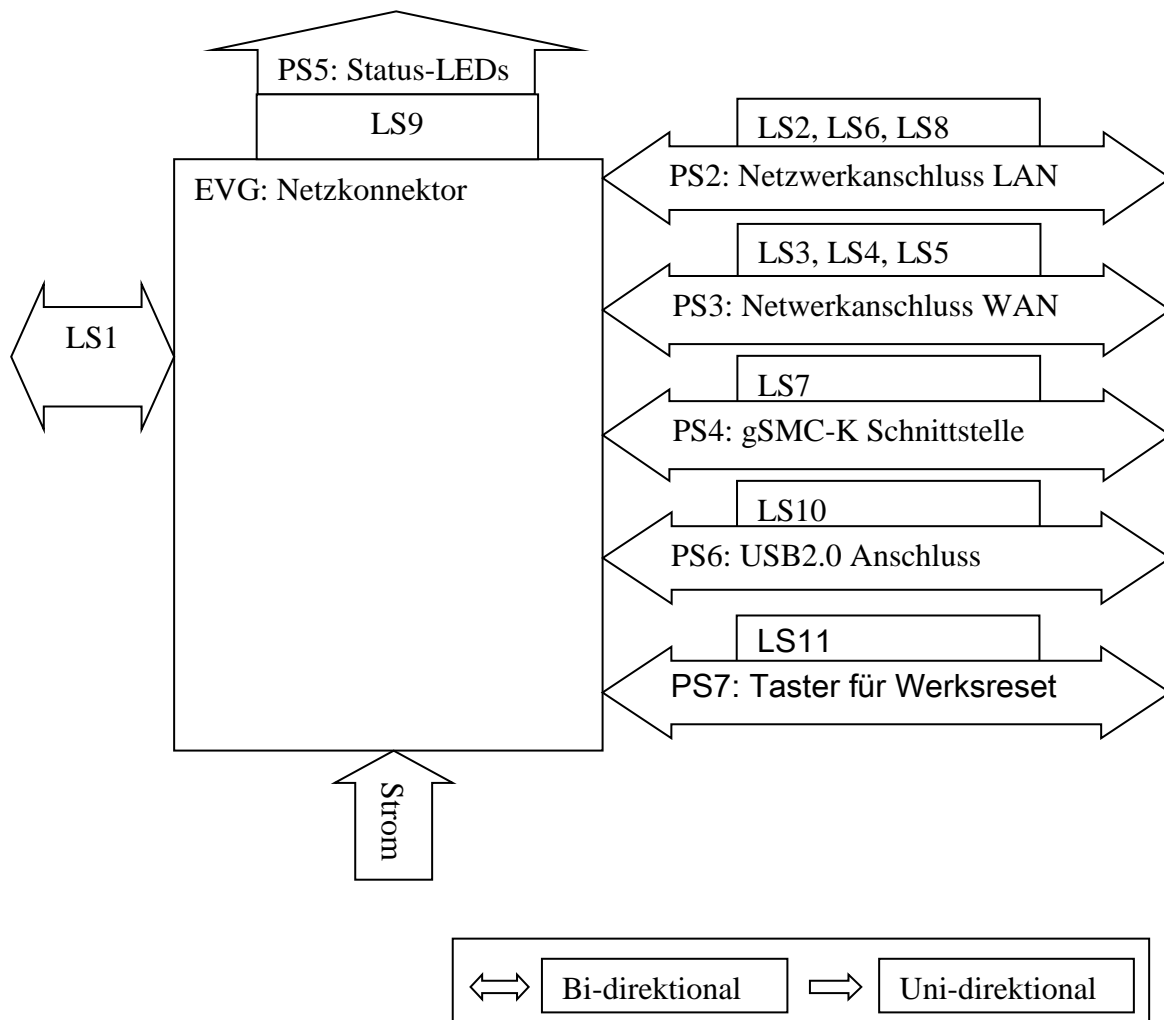 PS5: Status-LEDs
LS9
EVG: Netzkonnektor
LS2, LS6, LS8
PS2: Netzwerkanschluss LAN
LS3, LS4, LS5
PS3: Netwerkanschluss WAN
LS1
LS7
PS4: gSMC-K Schnittstelle
LS10
PS6: USB2.0 Anschluss
LS11
PS7: Taster für Werksreset
Strom
Bi-direktional
Uni-direktional